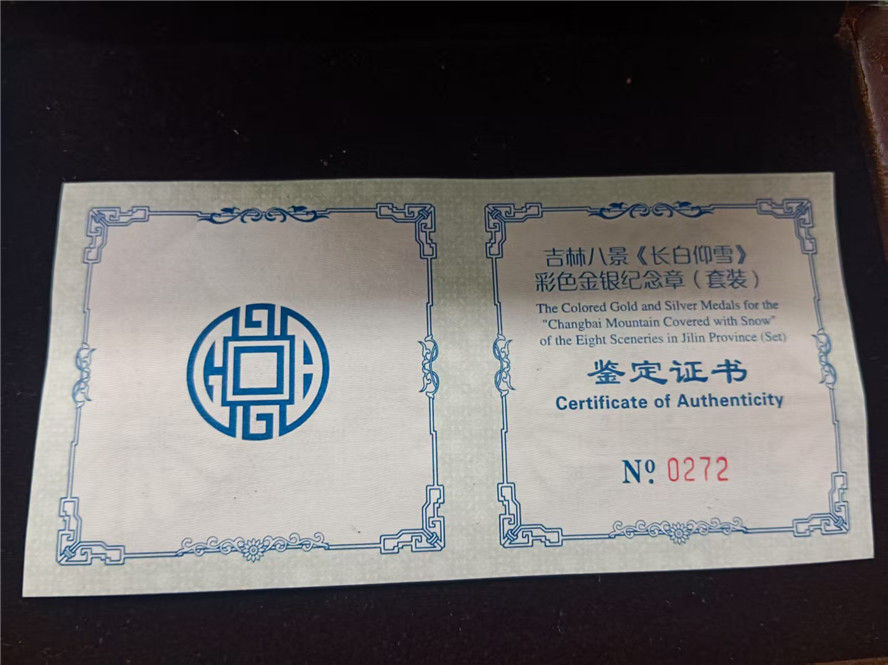 吉林八景《长白仰雪》
彩色金银纪念章（套装）
The Colored Gold and Silver Medals for the
"Changbai Mountain Covered with Snow"
of the Eight Sceneries in Jilin Province (Set)
鉴定证书
Certificate of Authenticity
Nº. 0272